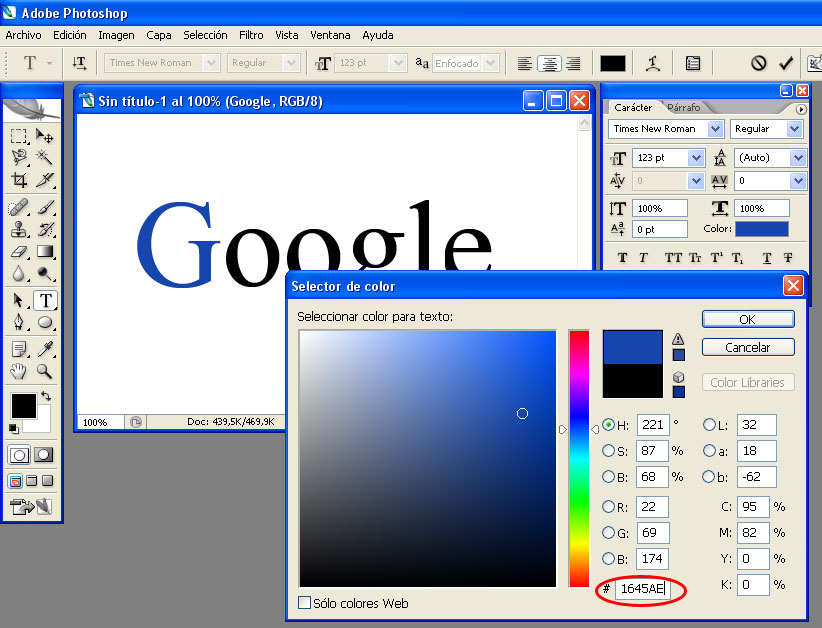 Adobe Photoshop
Archivo Edición Imagen Capa Selección Filtro Vista Ventana Ayuda
T Times New Roman Regular 123 pt aa Enfocado
Sin título-1 al 100% (Google, RGB/8)
Google
100% Doc: 439,5K/469,9K
Carácter Párrafo
Times New Roman Regular
123 pt (Auto)
0 0
100% 100%
0 pt Color:
T T TT Tt T¹ T₁ T T
Selector de color
Seleccionar color para texto:
OK
Cancelar
Color Libraries
H: 221 ° L: 32
S: 87 % a: 18
B: 68 % b: -62
R: 22 C: 95 %
G: 69 M: 82 %
B: 174 Y: 0 %
# 1645AE K: 0 %
Sólo colores Web